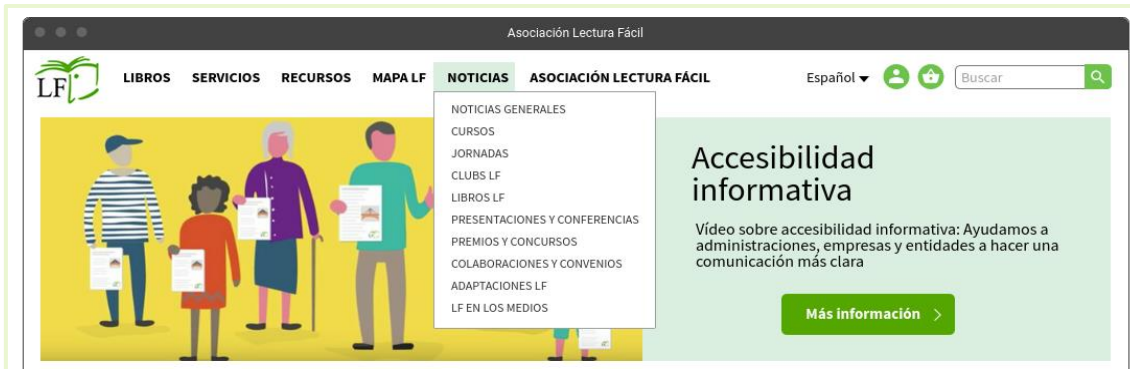 Asociación Lectura Fácil
LF
LIBROS SERVICIOS RECURSOS MAPA LF NOTICIAS ASOCIACIÓN LECTURA FÁCIL Español Buscar
NOTICIAS GENERALES
CURSOS
JORNADAS
CLUBS LF
LIBROS LF
PRESENTACIONES Y CONFERENCIAS
PREMIOS Y CONCURSOS
COLABORACIONES Y CONVENIOS
ADAPTACIONES LF
LF EN LOS MEDIOS
Accesibilidad
informativa
Vídeo sobre accesibilidad informativa: Ayudamos a
administraciones, empresas y entidades a hacer una
comunicación más clara
Más información